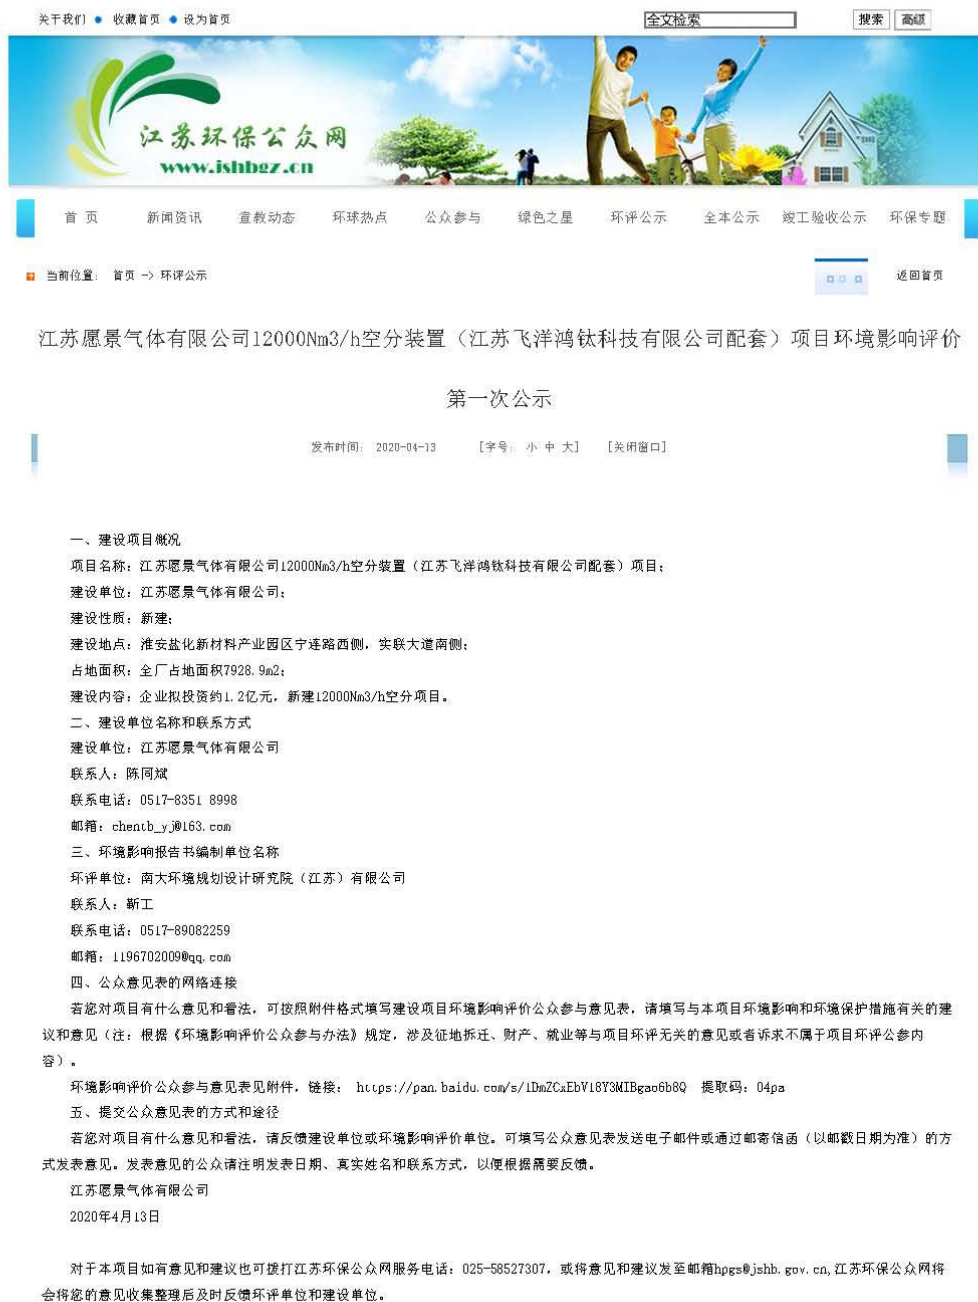 关于我们 收藏首页 设为首页 全文检索 搜索 高级
江苏环保公众网
www.jshbgz.cn
首 页 新闻资讯 宣教动态 环球热点 公众参与 绿色之星 环评公示 全本公示 竣工验收公示 环保专题
当前位置: 首页 -> 环评公示 返回首页
江苏愿景气体有限公司12000Nm3/h空分装置（江苏飞洋鸿钛科技有限公司配套）项目环境影响评价
第一次公示
发布时间: 2020-04-13 [字号: 小 中 大] [关闭窗口]
一、建设项目概况
项目名称：江苏愿景气体有限公司12000Nm3/h空分装置（江苏飞洋鸿钛科技有限公司配套）项目；
建设单位：江苏愿景气体有限公司；
建设性质：新建；
建设地点：淮安盐化新材料产业园区宁连路西侧，实联大道南侧；
占地面积：全厂占地面积7928.9m2；
建设内容：企业拟投资约1.2亿元，新建12000Nm3/h空分项目。
二、建设单位名称和联系方式
建设单位：江苏愿景气体有限公司
联系人：陈同斌
联系电话：0517-8351 8998
邮箱：chentb_yj@163.com
三、环境影响报告书编制单位名称
环评单位：南大环境规划设计研究院（江苏）有限公司
联系人：靳工
联系电话：0517-89082259
邮箱：1196702009@qq.com
四、公众意见表的网络连接
若您对项目有什么意见和看法，可按照附件格式填写建设项目环境影响评价公众参与意见表，请填写与本项目环境影响和环境保护措施有关的建
议和意见（注：根据《环境影响评价公众参与办法》规定，涉及征地拆迁、财产、就业等与项目环评无关的意见或者诉求不属于项目环评公参内
容）。
环境影响评价公众参与意见表见附件，链接： https://pan.baidu.com/s/1DmZCxEbV18Y3MIBgao6b8Q 提取码：04pa
五、提交公众意见表的方式和途径
若您对项目有什么意见和看法，请反馈建设单位或环境影响评价单位。可填写公众意见表发送电子邮件或通过邮寄信函（以邮戳日期为准）的方
式发表意见。发表意见的公众请注明发表日期、真实姓名和联系方式，以便根据需要反馈。
江苏愿景气体有限公司
2020年4月13日
对于本项目如有意见和建议也可拨打江苏环保公众网服务电话：025-58527307，或将意见和建议发至邮箱hpgs@jshb.gov.cn,江苏环保公众网将
会将您的意见收集整理后及时反馈环评单位和建设单位。